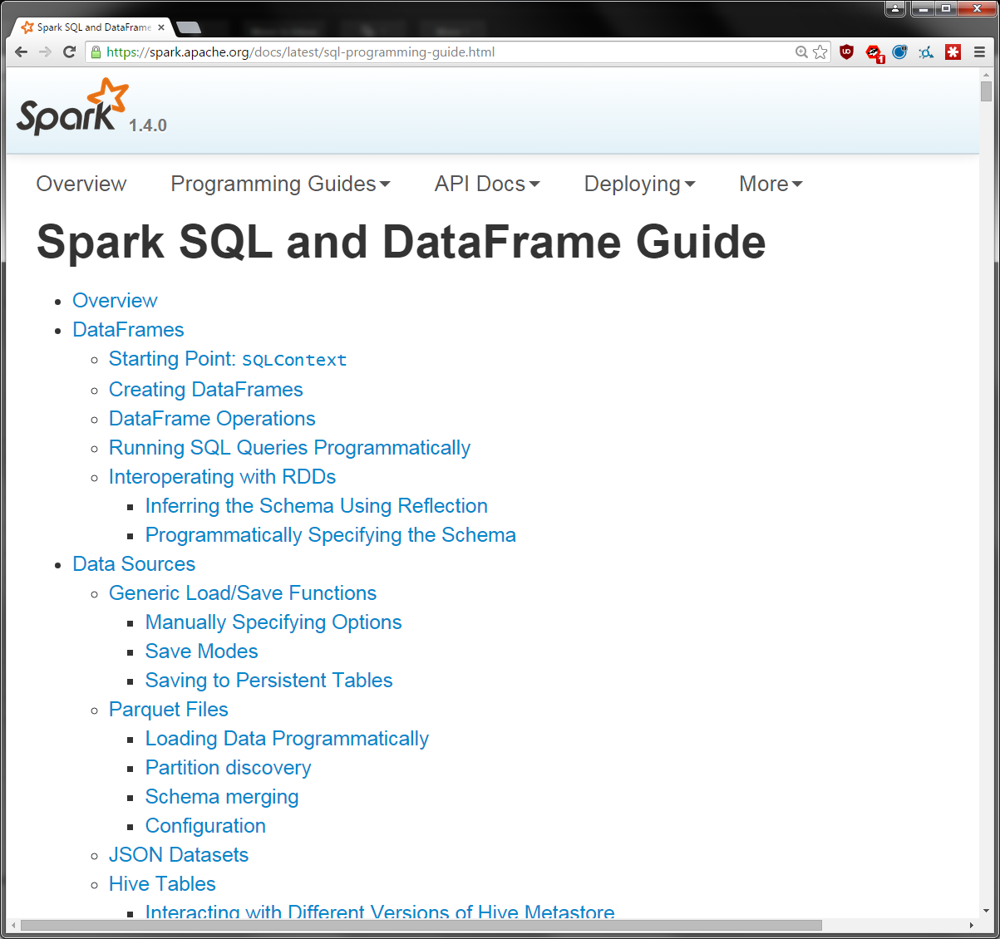 Spark SQL and DataFrame
https://spark.apache.org/docs/latest/sql-programming-guide.html
UD
1
Spark 1.4.0
Overview Programming Guides API Docs Deploying More
Spark SQL and DataFrame Guide
Overview
DataFrames
Starting Point: SQLContext
Creating DataFrames
DataFrame Operations
Running SQL Queries Programmatically
Interoperating with RDDs
Inferring the Schema Using Reflection
Programmatically Specifying the Schema
Data Sources
Generic Load/Save Functions
Manually Specifying Options
Save Modes
Saving to Persistent Tables
Parquet Files
Loading Data Programmatically
Partition discovery
Schema merging
Configuration
JSON Datasets
Hive Tables
Interacting with Different Versions of Hive Metastore